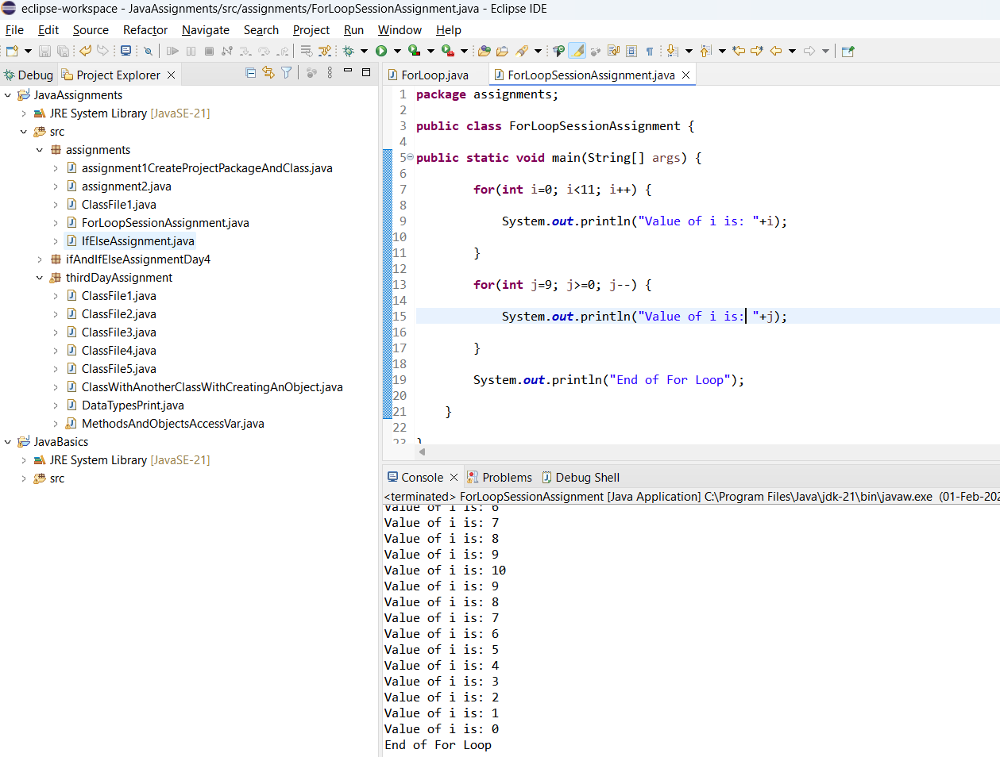 eclipse-workspace - JavaAssignments/src/assignments/ForLoopSessionAssignment.java - Eclipse IDE
File Edit Source Refactor Navigate Search Project Run Window Help
Debug Project Explorer
JavaAssignments
JRE System Library [JavaSE-21]
src
assignments
assignment1CreateProjectPackageAndClass.java
assignment2.java
ClassFile1.java
ForLoopSessionAssignment.java
IfElseAssignment.java
ifAndIfElseAssignmentDay4
thirdDayAssignment
ClassFile1.java
ClassFile2.java
ClassFile3.java
ClassFile4.java
ClassFile5.java
ClassWithAnotherClassWithCreatingAnObject.java
DataTypesPrint.java
MethodsAndObjectsAccessVar.java
JavaBasics
JRE System Library [JavaSE-21]
src
ForLoop.java ForLoopSessionAssignment.java
1 package assignments;
2
3 public class ForLoopSessionAssignment {
4
5 public static void main(String[] args) {
6
7 for(int i=0; i<11; i++) {
8
9 System.out.println("Value of i is: "+i);
10
11 }
12
13 for(int j=9; j>=0; j--) {
14
15 System.out.println("Value of i is: "+j);
16
17 }
18
19 System.out.println("End of For Loop");
20
21 }
22
23 }
Console Problems Debug Shell
<terminated> ForLoopSessionAssignment [Java Application] C:\Program Files\Java\jdk-21\bin\javaw.exe (01-Feb-202
Value of i is: 6
Value of i is: 7
Value of i is: 8
Value of i is: 9
Value of i is: 10
Value of i is: 9
Value of i is: 8
Value of i is: 7
Value of i is: 6
Value of i is: 5
Value of i is: 4
Value of i is: 3
Value of i is: 2
Value of i is: 1
Value of i is: 0
End of For Loop